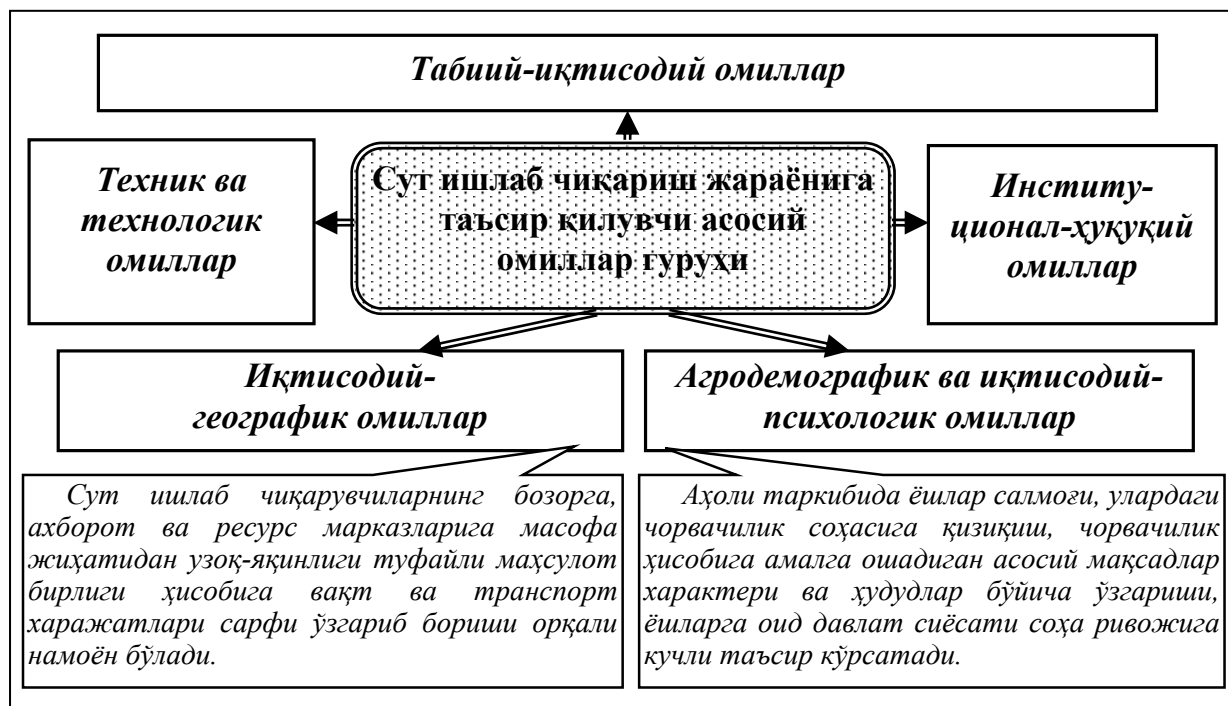 Табиий-иқтисодий омиллар
Техник ва
технологик
омиллар
Сут ишлаб чиқариш жараёнига
таъсир қилувчи асосий
омиллар гуруҳи
Институ-
ционал-ҳуқуқий
омиллар
Иқтисодий-
географик омиллар
Агродемографик ва иқтисодий-
психологик омиллар
Сут ишлаб чиқарувчиларнинг бозорга,
ахборот ва ресурс марказларига масофа
жиҳатидан узоқ-яқинлиги туфайли маҳсулот
бирлиги ҳисобига вақт ва транспорт
харажатлари сарфи ўзгариб бориши орқали
намоён бўлади.
Аҳоли таркибида ёшлар салмоғи, улардаги
чорвачилик соҳасига қизиқиш, чорвачилик
ҳисобига амалга ошадиган асосий мақсадлар
характери ва ҳудудлар бўйича ўзгариши,
ёшларга оид давлат сиёсати соҳа ривожига
кучли таъсир кўрсатади.